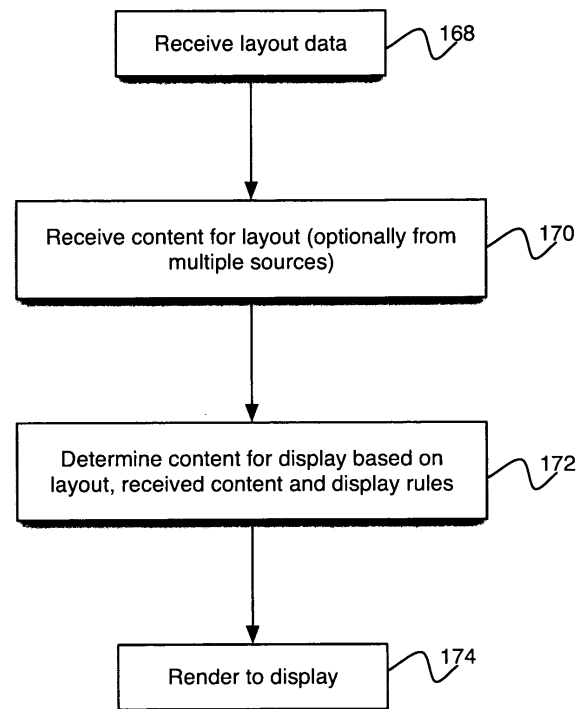 Receive layout data
168
Receive content for layout (optionally from
multiple sources)
170
Determine content for display based on
layout, received content and display rules
172
Render to display
174